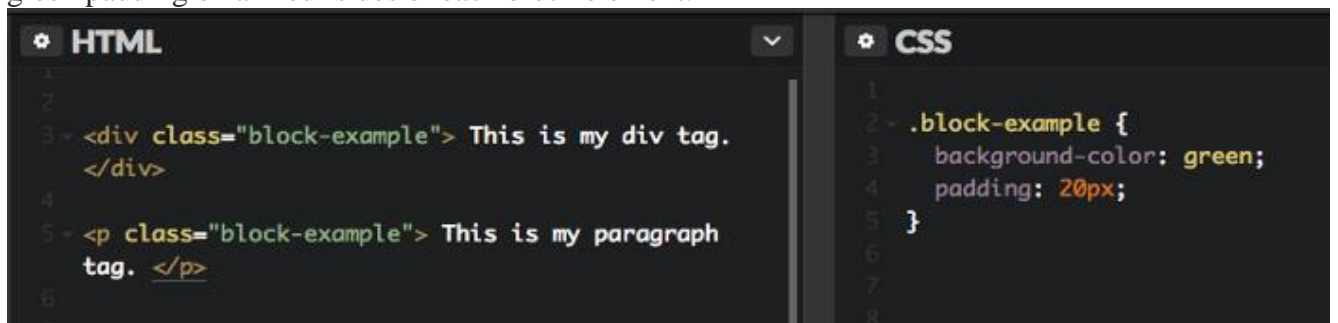 HTML
1
2
3 <div class="block-example"> This is my div tag.
</div>
4
5 <p class="block-example"> This is my paragraph
tag. </p>
6
CSS
1
2 .block-example {
3 background-color: green;
4 padding: 20px;
5 }
6
7
8